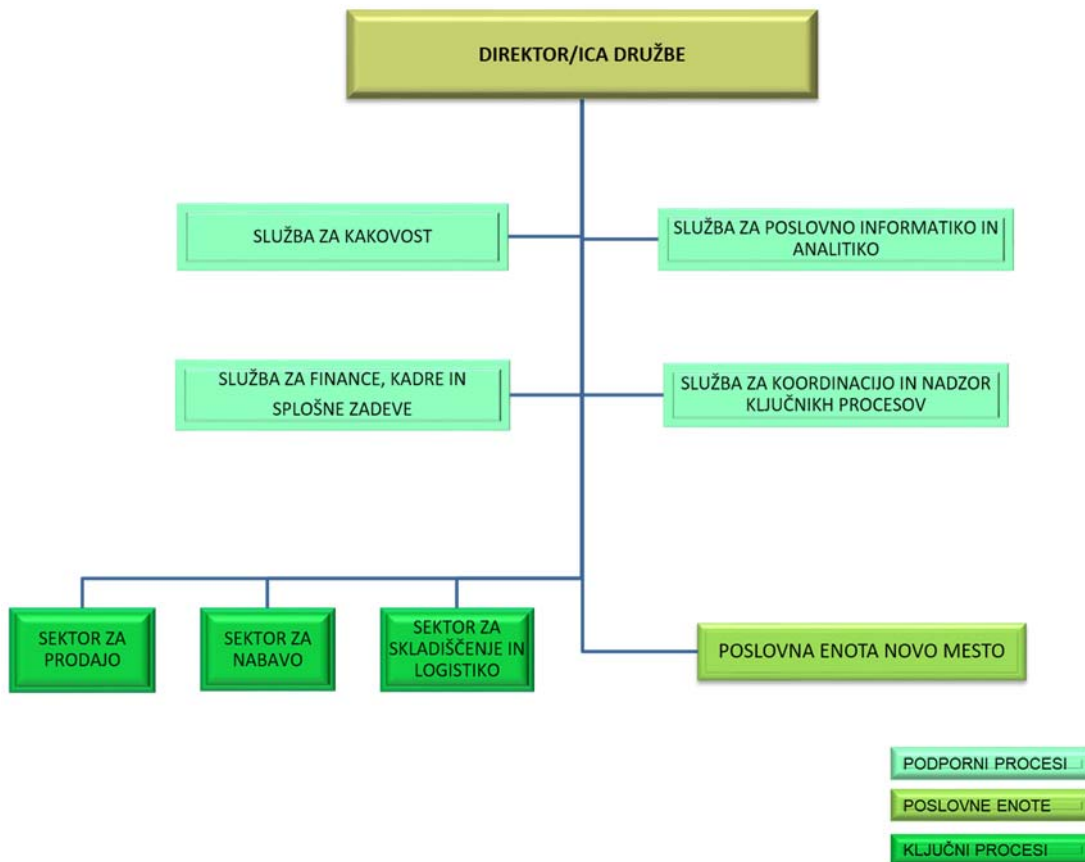 DIREKTOR/ICA DRUŽBE
SLUŽBA ZA KAKOVOST
SLUŽBA ZA POSLOVNO INFORMATIKO IN
ANALITIKO
SLUŽBA ZA FINANCE, KADRE IN
SPLOŠNE ZADEVE
SLUŽBA ZA KOORDINACIJO IN NADZOR
KLJUČNIH PROCESOV
SEKTOR ZA
PRODAJO
SEKTOR ZA
NABAVO
SEKTOR ZA
SKLADIŠČENJE IN
LOGISTIKO
POSLOVNA ENOTA NOVO MESTO
PODPORNI PROCESI
POSLOVNE ENOTE
KLJUČNI PROCESI